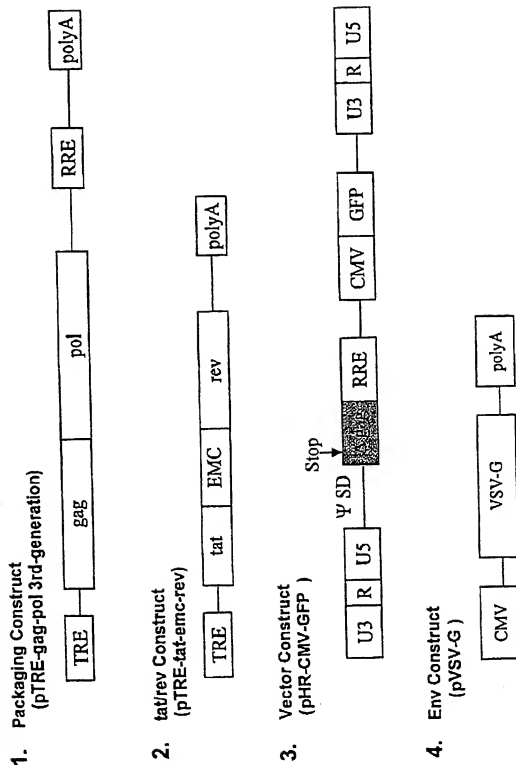 1. Packaging Construct
(pTRE-gag-pol 3rd-generation)
TRE gag pol RRE polyA
2. tat/rev Construct
(pTRE-tat-emc-rev)
TRE tat EMC rev polyA
3. Vector Construct
(pHR-CMV-GFP )
Stop
Ψ SD
U3 R U5 RRE CMV GFP U3 R U5
4. Env Construct
(pVSV-G )
CMV VSV-G polyA